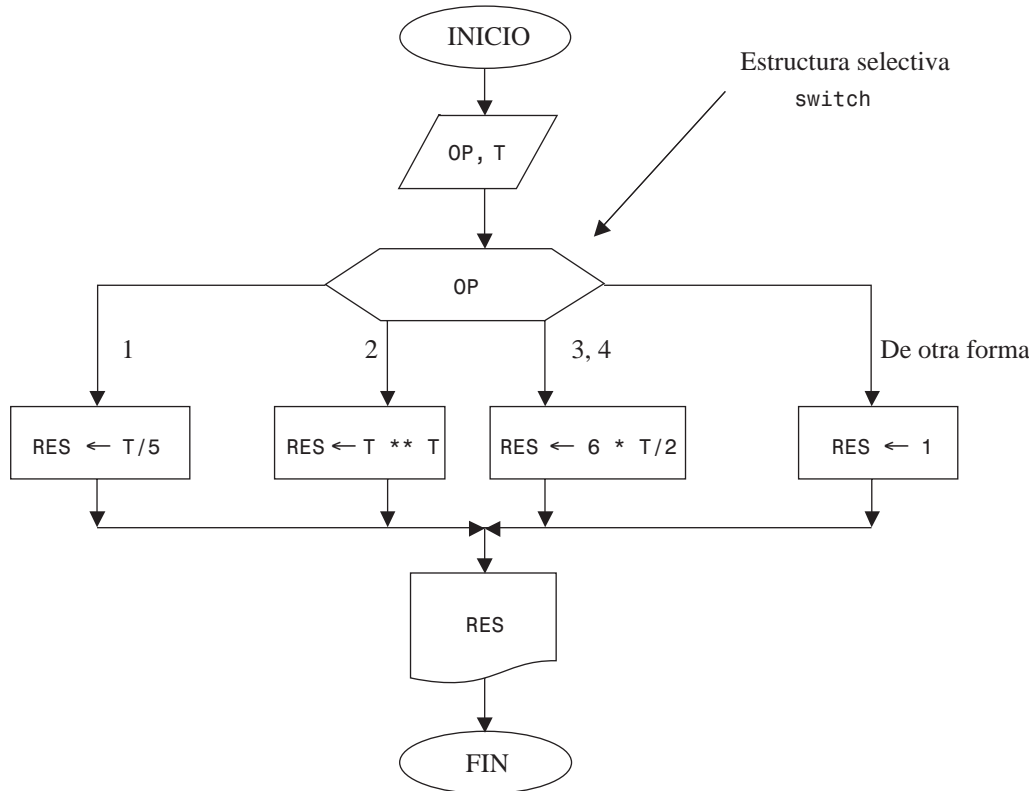 INICIO
Estructura selectiva
switch
OP, T
OP
1
2
3, 4
De otra forma
RES ← T/5
RES ← T ** T
RES ← 6 * T/2
RES ← 1
RES
FIN